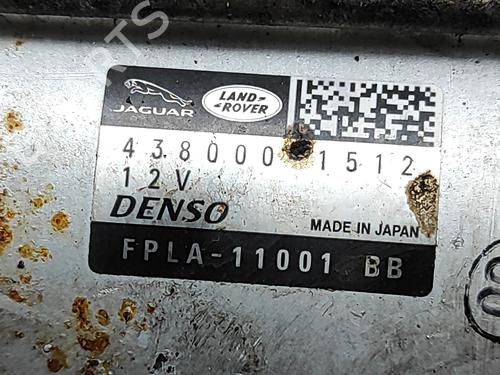 JAGUAR
LAND ROVER
438000 1512
12V
DENSO
MADE IN JAPAN
FPLA-11001 BB